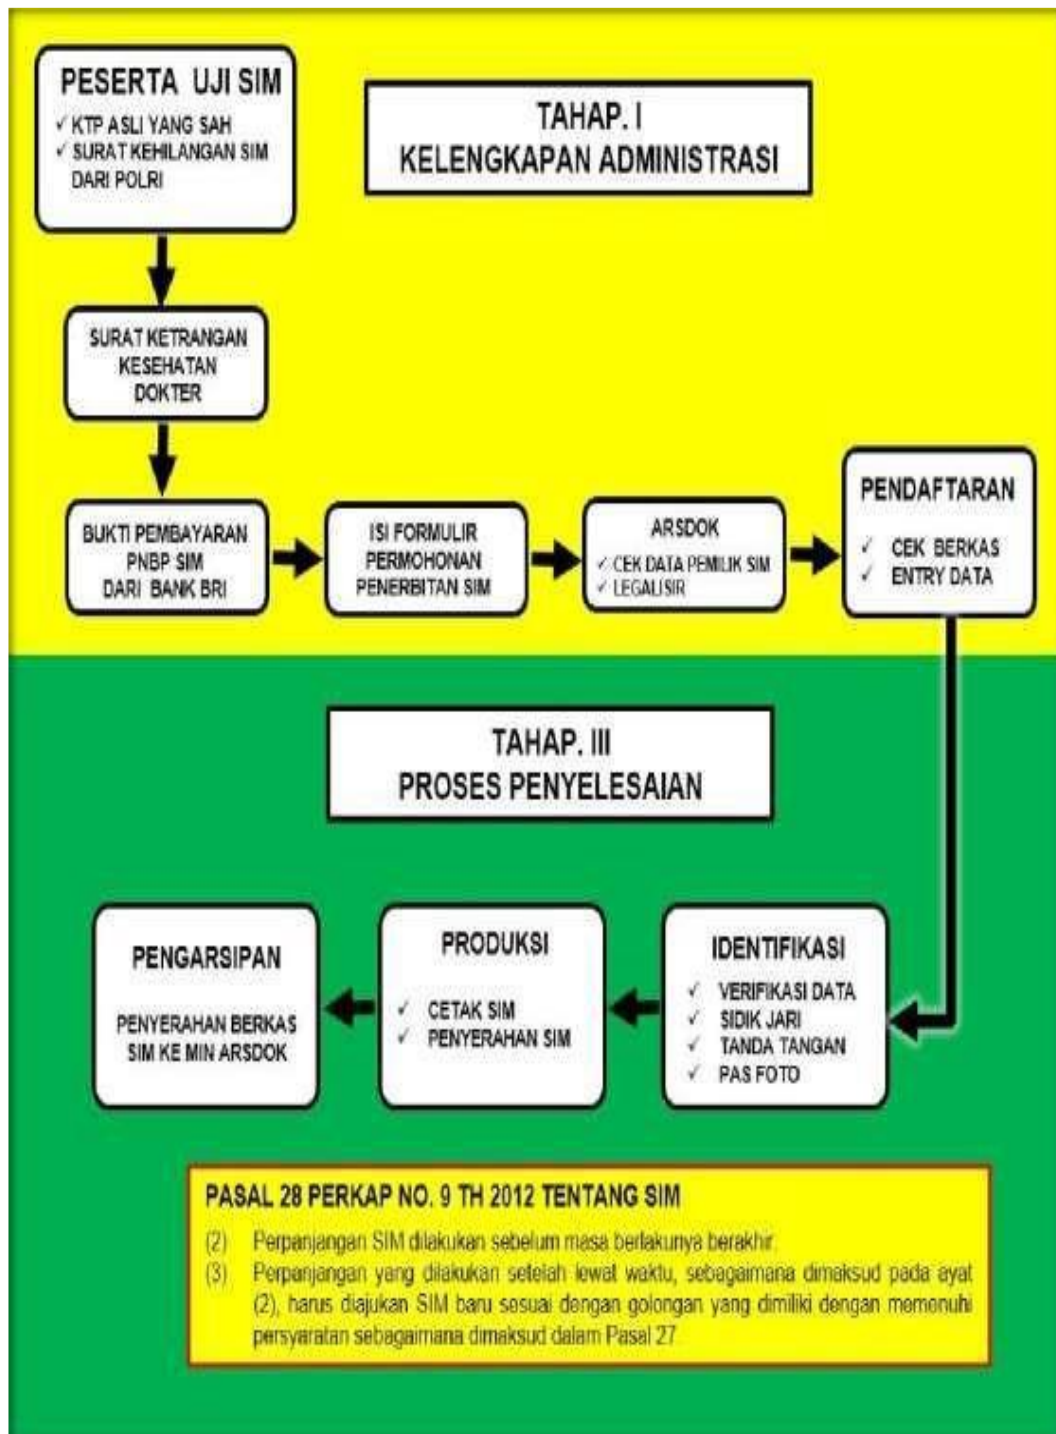 PESERTA UJI SIM
✓ KTP ASLI YANG SAH
✓ SURAT KEHILANGAN SIM
DARI POLRI
TAHAP. I
KELENGKAPAN ADMINISTRASI
SURAT KETRANGAN
KESEHATAN
DOKTER
BUKTI PEMBAYARAN
PNBP SIM
DARI BANK BRI
ISI FORMULIR
PERMOHONAN
PENERBITAN SIM
ARSDOK
✓ CEK DATA PEMILIK SIM
✓ LEGALISIR
PENDAFTARAN
✓ CEK BERKAS
✓ ENTRY DATA
TAHAP. III
PROSES PENYELESAIAN
PENGARSIPAN
PENYERAHAN BERKAS
SIM KE MIN ARSDOK
PRODUKSI
✓ CETAK SIM
✓ PENYERAHAN SIM
IDENTIFIKASI
✓ VERIFIKASI DATA
✓ SIDIK JARI
✓ TANDA TANGAN
✓ PAS FOTO
PASAL 28 PERKAP NO. 9 TH 2012 TENTANG SIM
(2) Perpanjangan SIM dilakukan sebelum masa berlakunya berakhir.
(3) Perpanjangan yang dilakukan setelah lewat waktu, sebagaimana dimaksud pada ayat
(2), harus diajukan SIM baru sesuai dengan golongan yang dimiliki dengan memenuhi
persyaratan sebagaimana dimaksud dalam Pasal 27.